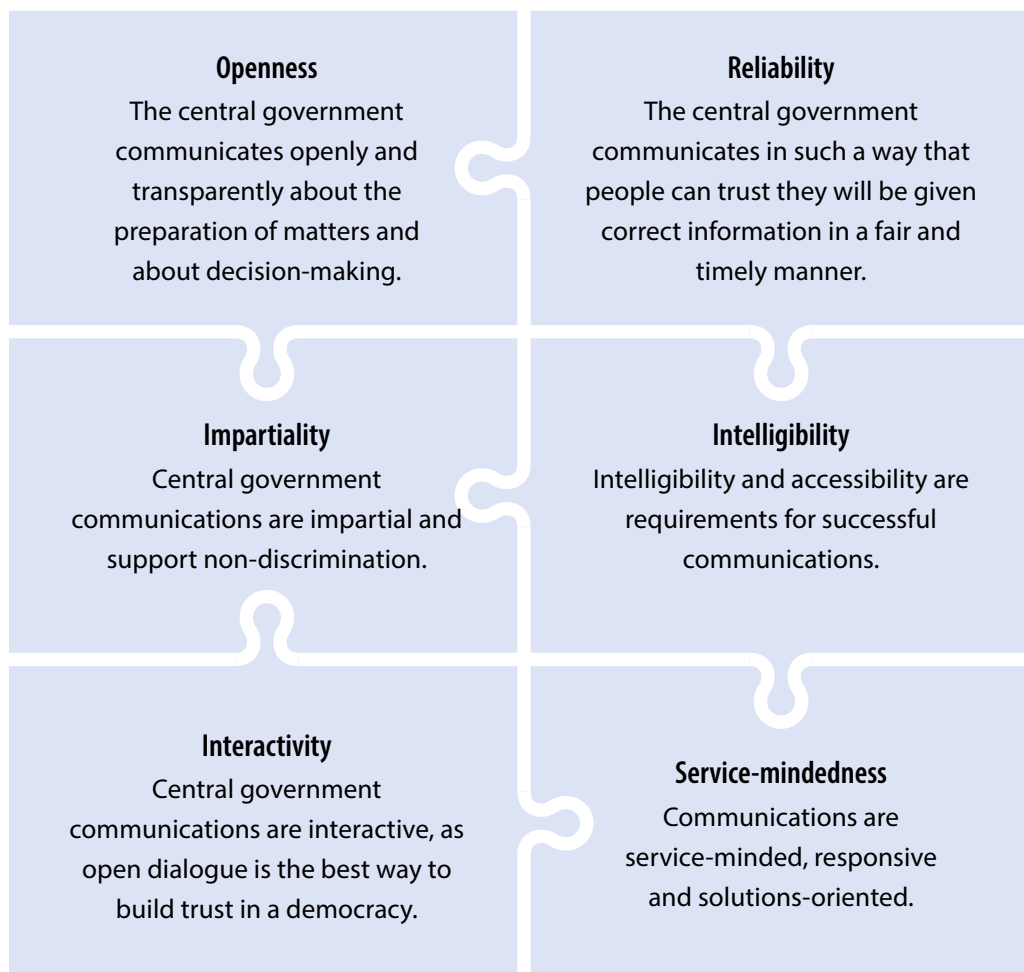 Openness
The central government
communicates openly and
transparently about the
preparation of matters and
about decision-making.
Reliability
The central government
communicates in such a way that
people can trust they will be given
correct information in a fair and
timely manner.
Impartiality
Central government
communications are impartial and
support non-discrimination.
Intelligibility
Intelligibility and accessibility are
requirements for successful
communications.
Interactivity
Central government
communications are interactive, as
open dialogue is the best way to
build trust in a democracy.
Service-mindedness
Communications are
service-minded, responsive
and solutions-oriented.